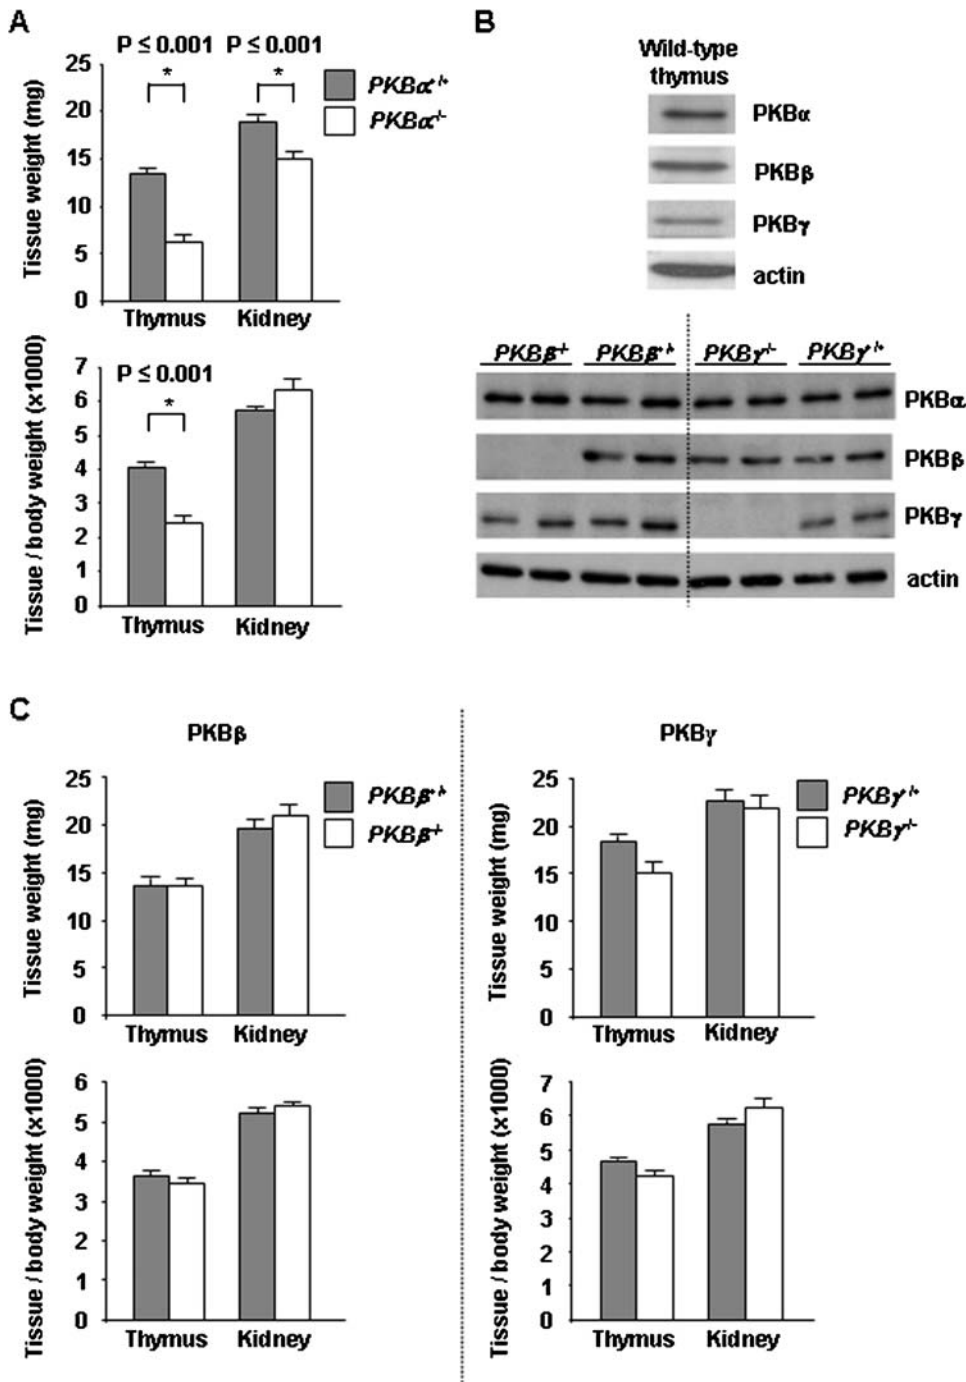 A
P ≤ 0.001 P ≤ 0.001
* *
25
20
15
10
5
0
Tissue weight (mg)
Thymus Kidney
PKBα+/+
PKBα-/-
P ≤ 0.001
*
7
6
5
4
3
2
1
0
Tissue / body weight (x1000)
Thymus Kidney
B
Wild-type
thymus
PKBα
PKBβ
PKBγ
actin
PKBβ-/- PKBβ+/+ PKBγ-/- PKBγ+/+
PKBα
PKBβ
PKBγ
actin
C
PKBβ
25
20
15
10
5
0
Tissue weight (mg)
Thymus Kidney
PKBβ+/+
PKBβ-/-
6
5
4
3
2
1
0
Tissue / body weight (x1000)
Thymus Kidney
PKBγ
25
20
15
10
5
0
Tissue weight (mg)
Thymus Kidney
PKBγ+/+
PKBγ-/-
7
6
5
4
3
2
1
0
Tissue / body weight (x1000)
Thymus Kidney